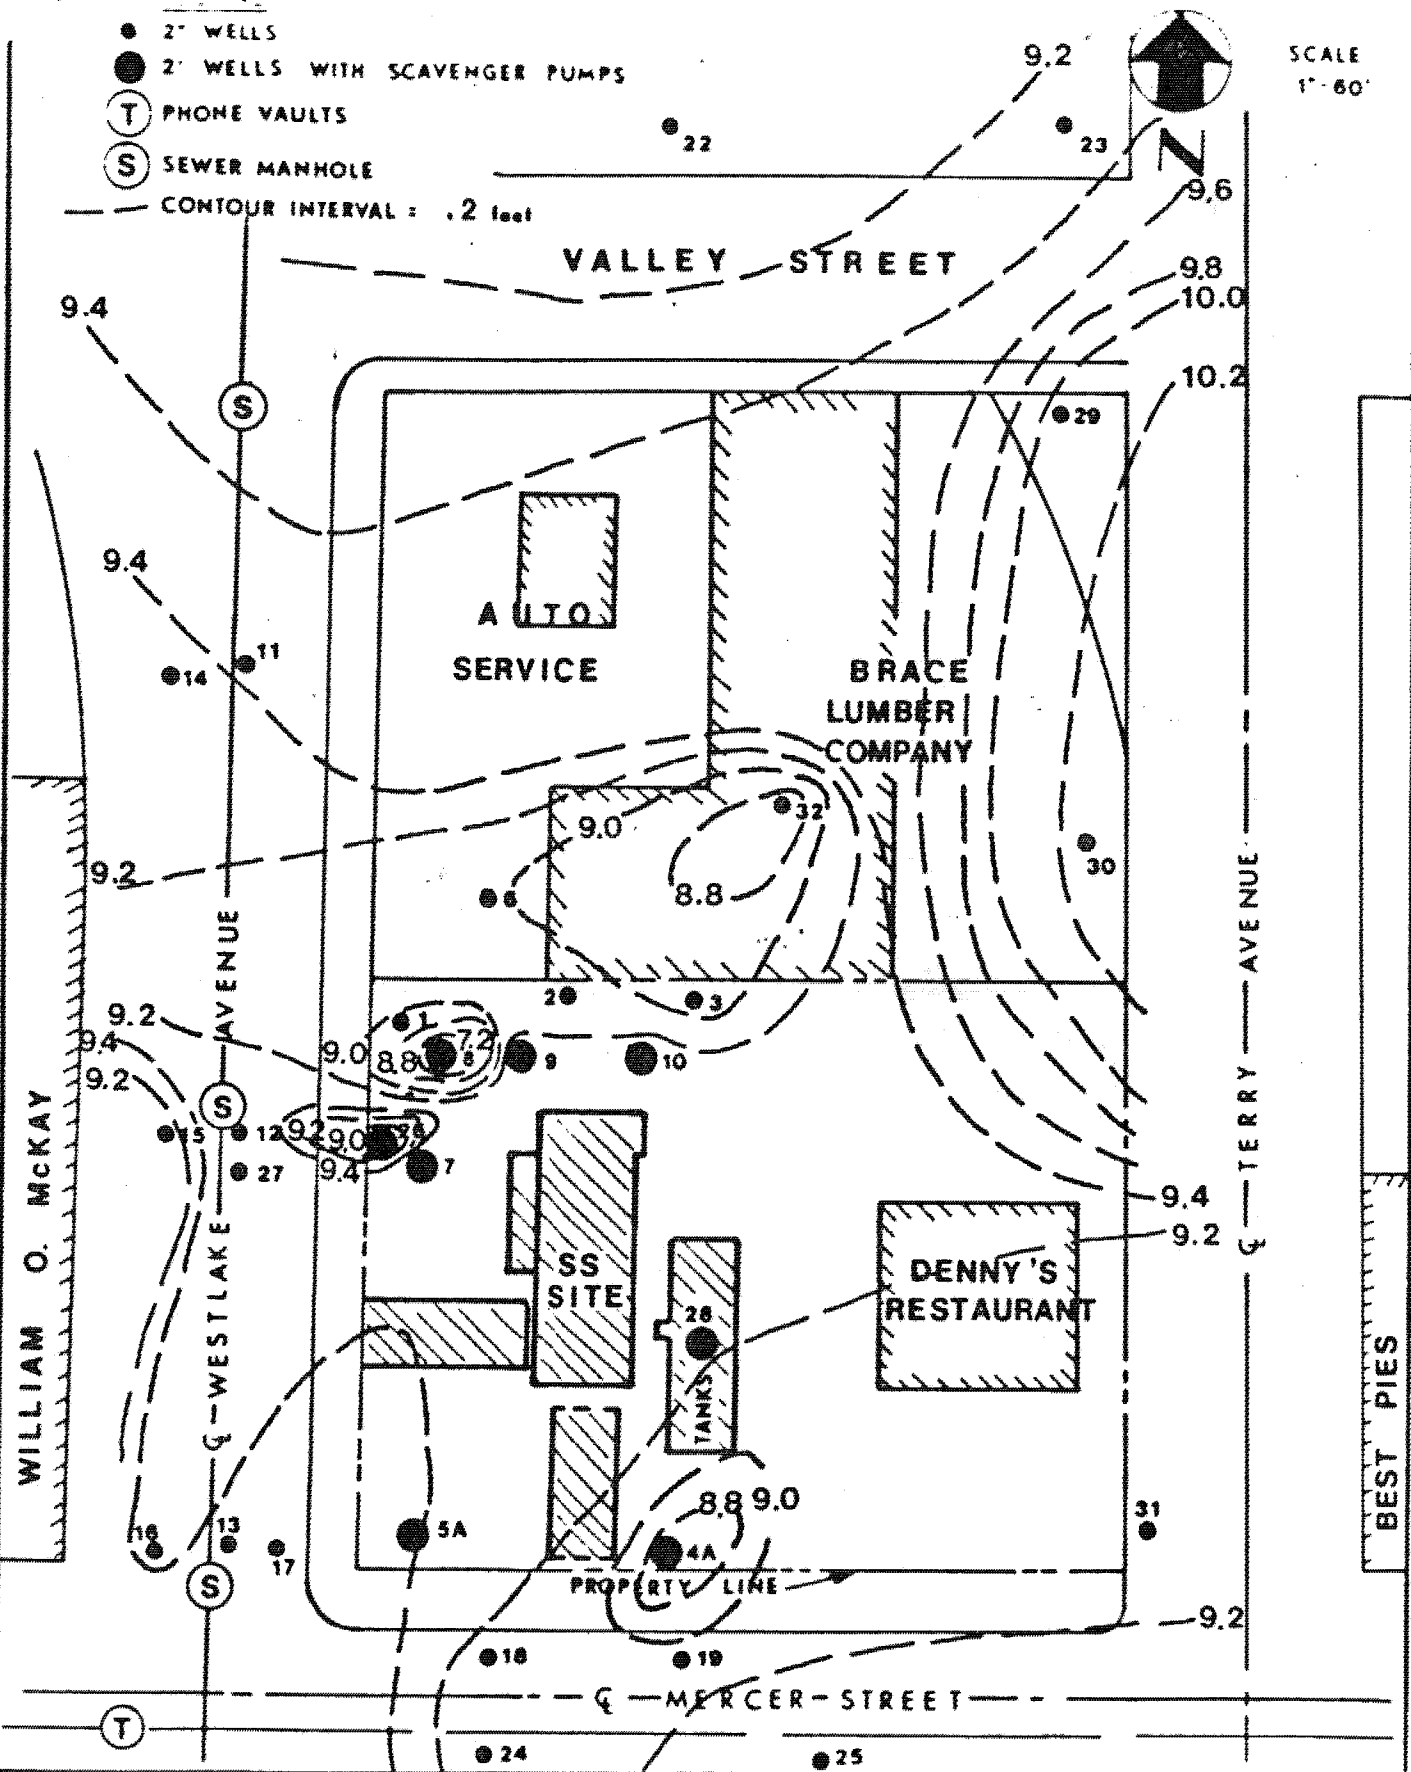 2" WELLS
2' WELLS WITH SCAVENGER PUMPS
T PHONE VAULTS
S SEWER MANHOLE
CONTOUR INTERVAL = .2 feet
SCALE
1"-60'
N
9.2
22
23
9.6
VALLEY STREET
9.8
10.0
9.4
10.2
S
29
9.4
AUTO
SERVICE
11
14
BRACE
LUMBER
COMPANY
32
9.0
30
9.2
8.8
6
2
3
9.2
1
9.4
9.0
8.8
7.2
8
9
10
9.2
S
15
12
9.2
9.0
27
9.4
7
9.4
9.2
WILLIAM O. McKAY
℄ WESTLAKE AVENUE
℄ TERRY AVENUE
SS
SITE
DENNY'S
RESTAURANT
28
TANKS
BEST PIES
8.8
9.0
31
16
13
17
5A
4A
S
PROPERTY LINE
9.2
18
19
℄ MERCER STREET
T
24
25